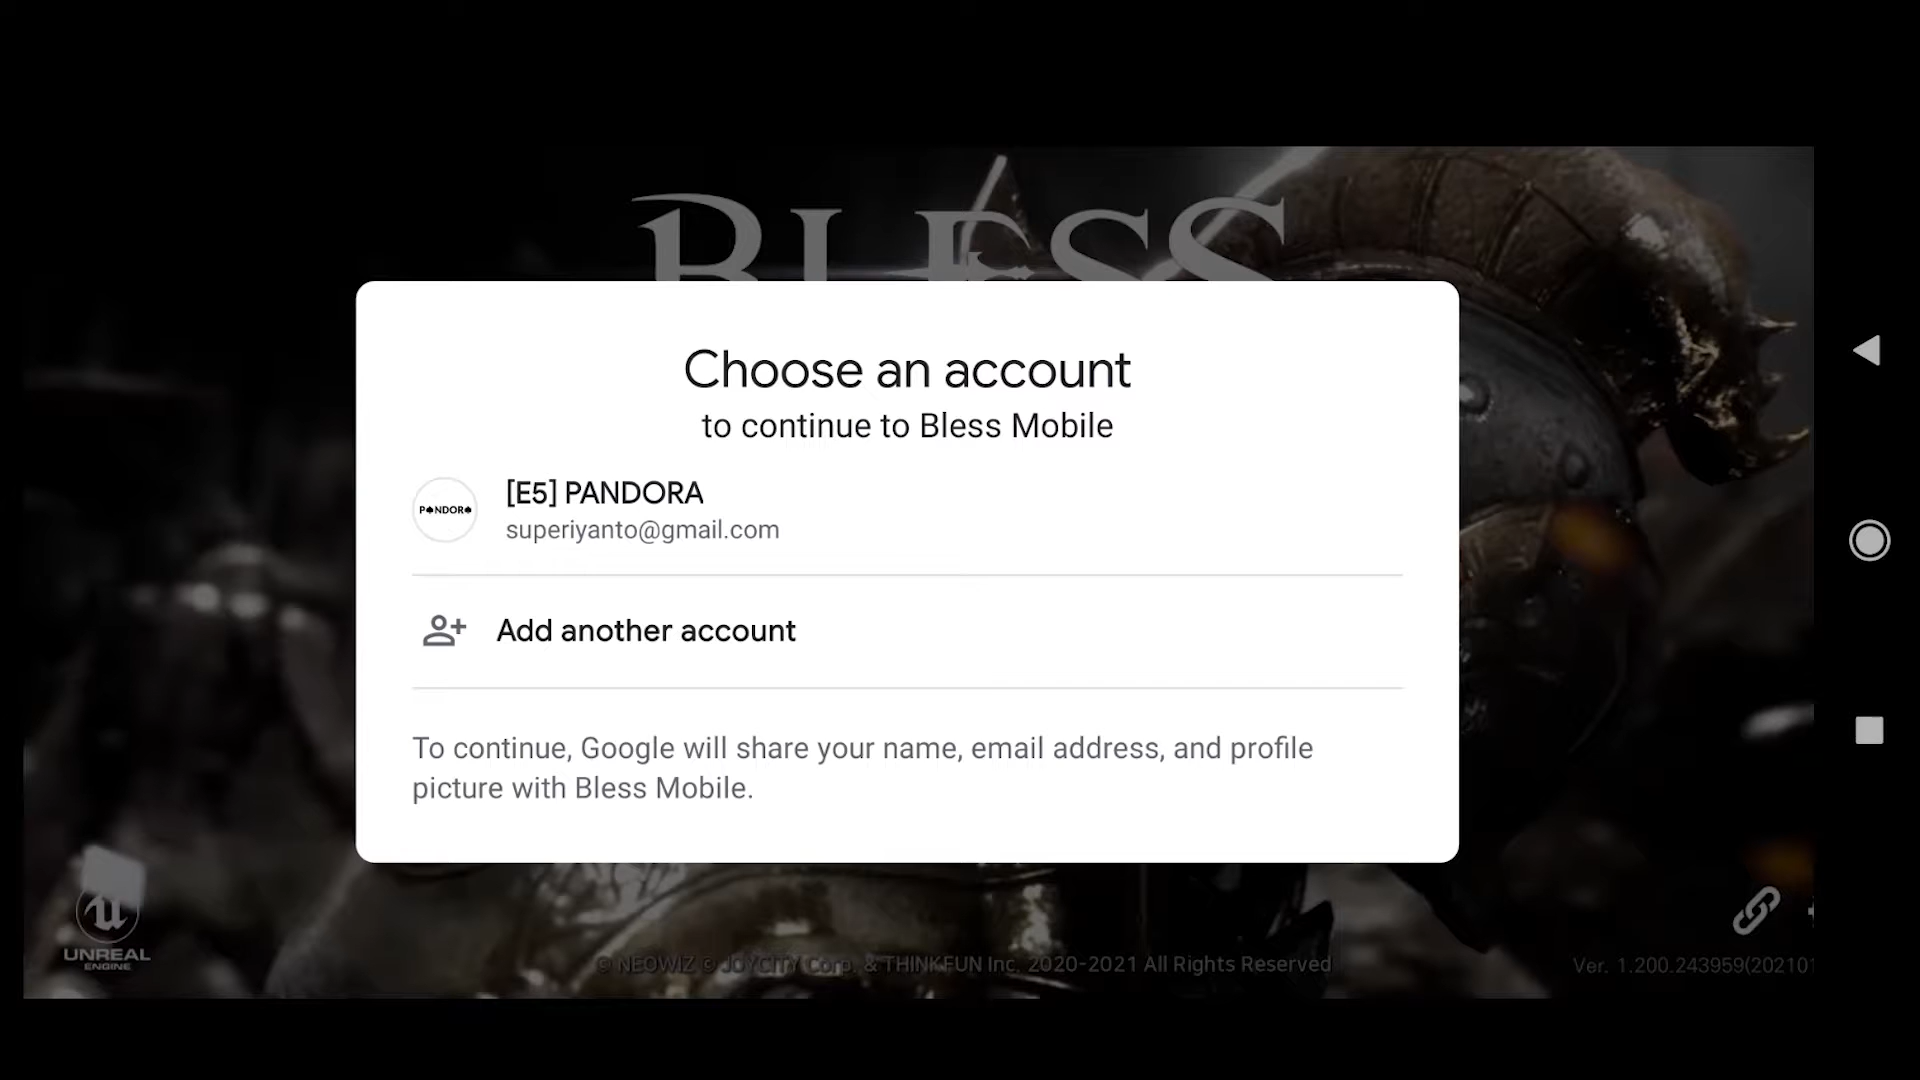 BLESS
Choose an account
to continue to Bless Mobile
PANDORA
[E5] PANDORA
superiyanto@gmail.com
Add another account
To continue, Google will share your name, email address, and profile
picture with Bless Mobile.
UNREAL
ENGINE
© NEOWIZ © JOYCITY Corp. & THINKFUN Inc. 2020-2021 All Rights Reserved
Ver. 1.200.243959(202101